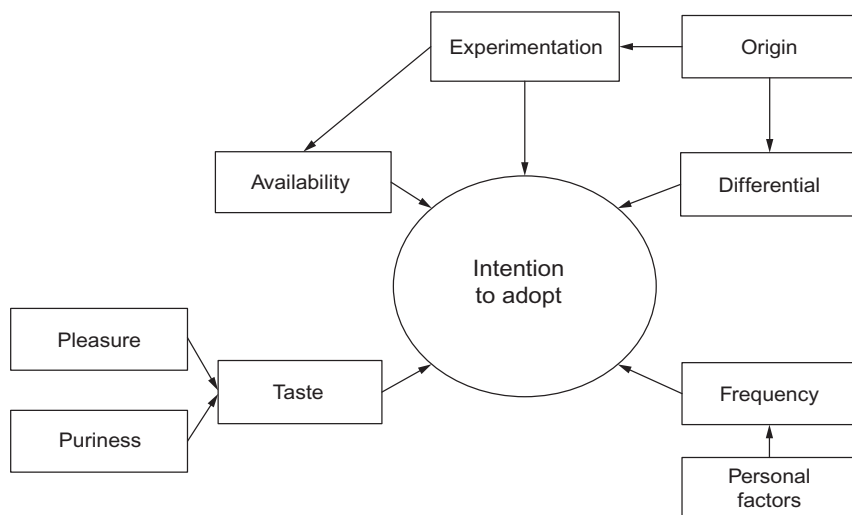 Experimentation
Origin
Availability
Differential
Intention
to adopt
Pleasure
Taste
Frequency
Puriness
Personal
factors